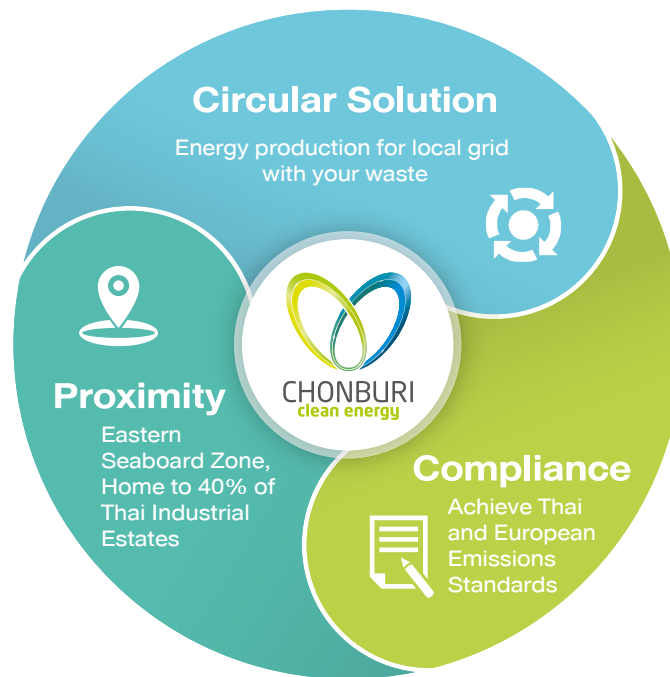 Circular Solution
Energy production for local grid
with your waste
Proximity
Eastern
Seaboard Zone,
Home to 40% of
Thai Industrial
Estates
CHONBURI
clean energy
Compliance
Achieve Thai
and European
Emissions
Standards